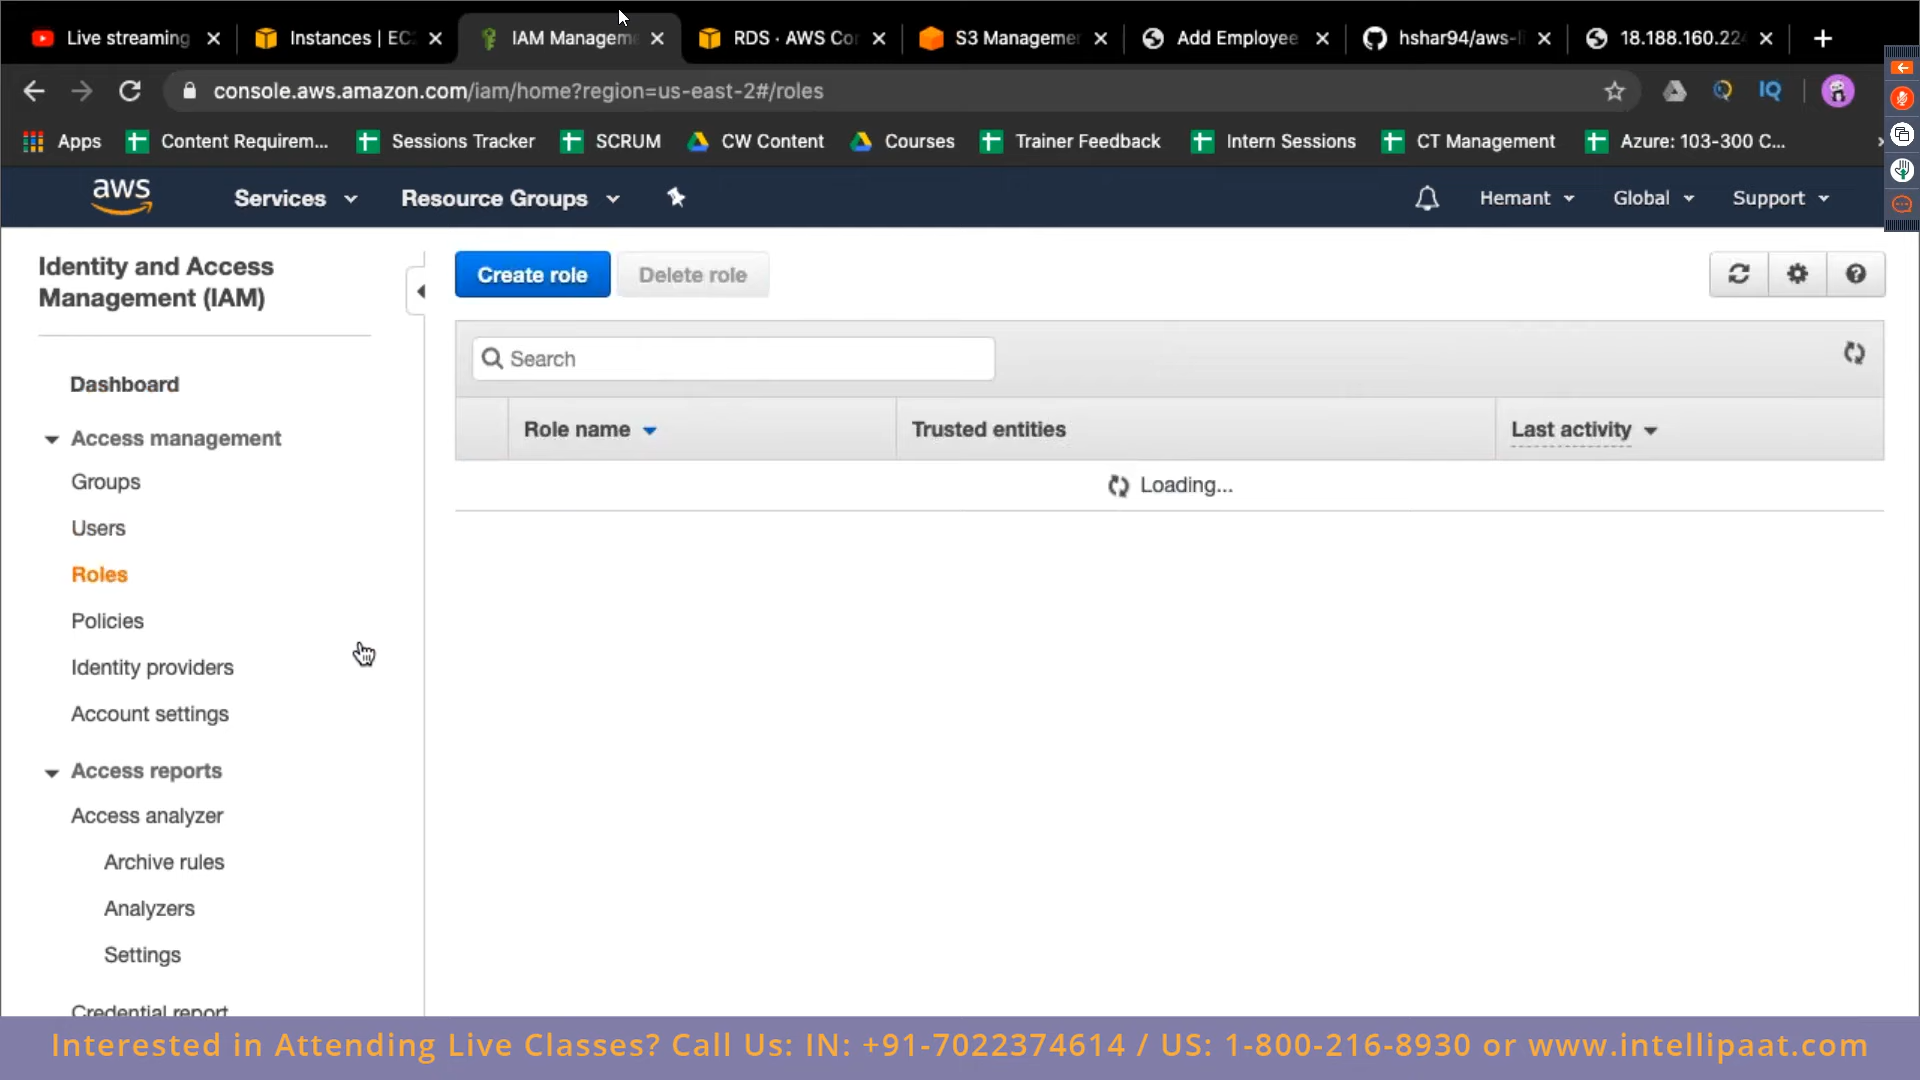 Live streaming
Instances | EC
IAM Managem
RDS · AWS Co
S3 Manageme
Add Employee
hshar94/aws-
18.188.160.22
console.aws.amazon.com/iam/home?region=us-east-2#/roles
IQ
Apps
Content Requirem...
Sessions Tracker
SCRUM
CW Content
Courses
Trainer Feedback
Intern Sessions
CT Management
Azure: 103-300 C...
aws
Services
Resource Groups
Hemant
Global
Support
Identity and Access
Management (IAM)
Dashboard
Access management
Groups
Users
Roles
Policies
Identity providers
Account settings
Access reports
Access analyzer
Archive rules
Analyzers
Settings
Credential report
Create role
Delete role
Search
Role name
Trusted entities
Last activity
Loading...
Interested in Attending Live Classes? Call Us: IN: +91-7022374614 / US: 1-800-216-8930 or www.intellipaat.com